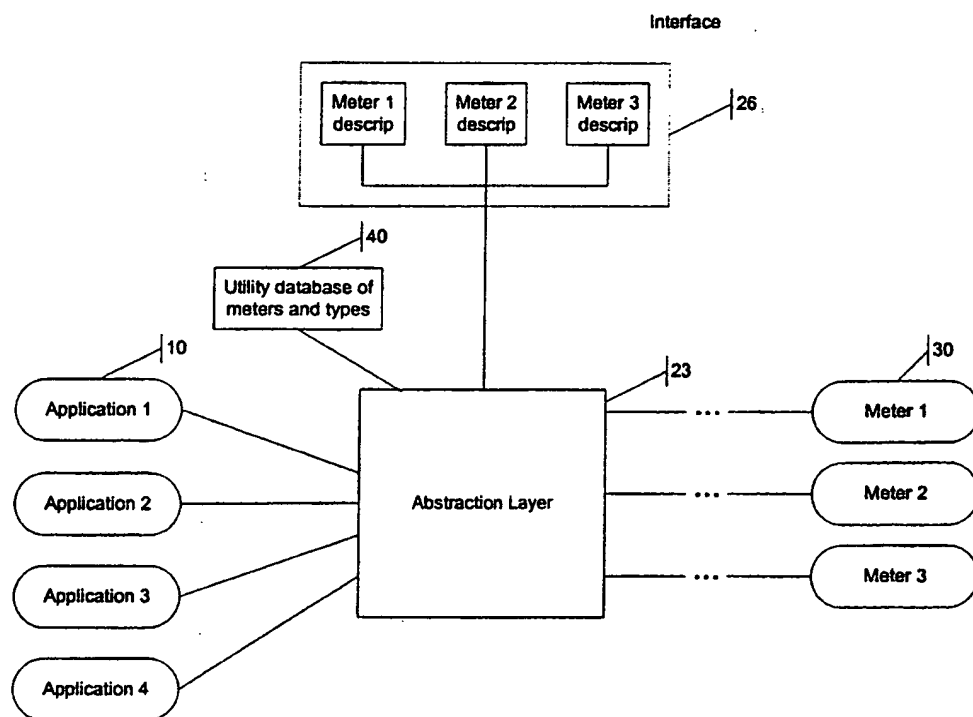 Interface
Meter 1
descrip
Meter 2
descrip
Meter 3
descrip
26
40
Utility database of
meters and types
10
23
30
Application 1
Application 2
Application 3
Application 4
Abstraction Layer
...
Meter 1
...
Meter 2
...
Meter 3